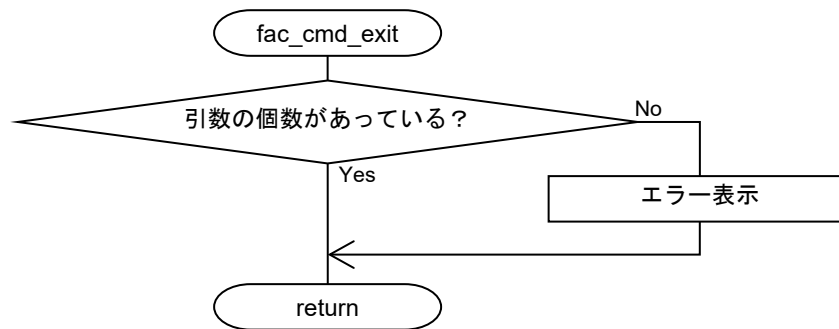 fac_cmd_exit
引数の個数があっている？
No
Yes
エラー表示
return